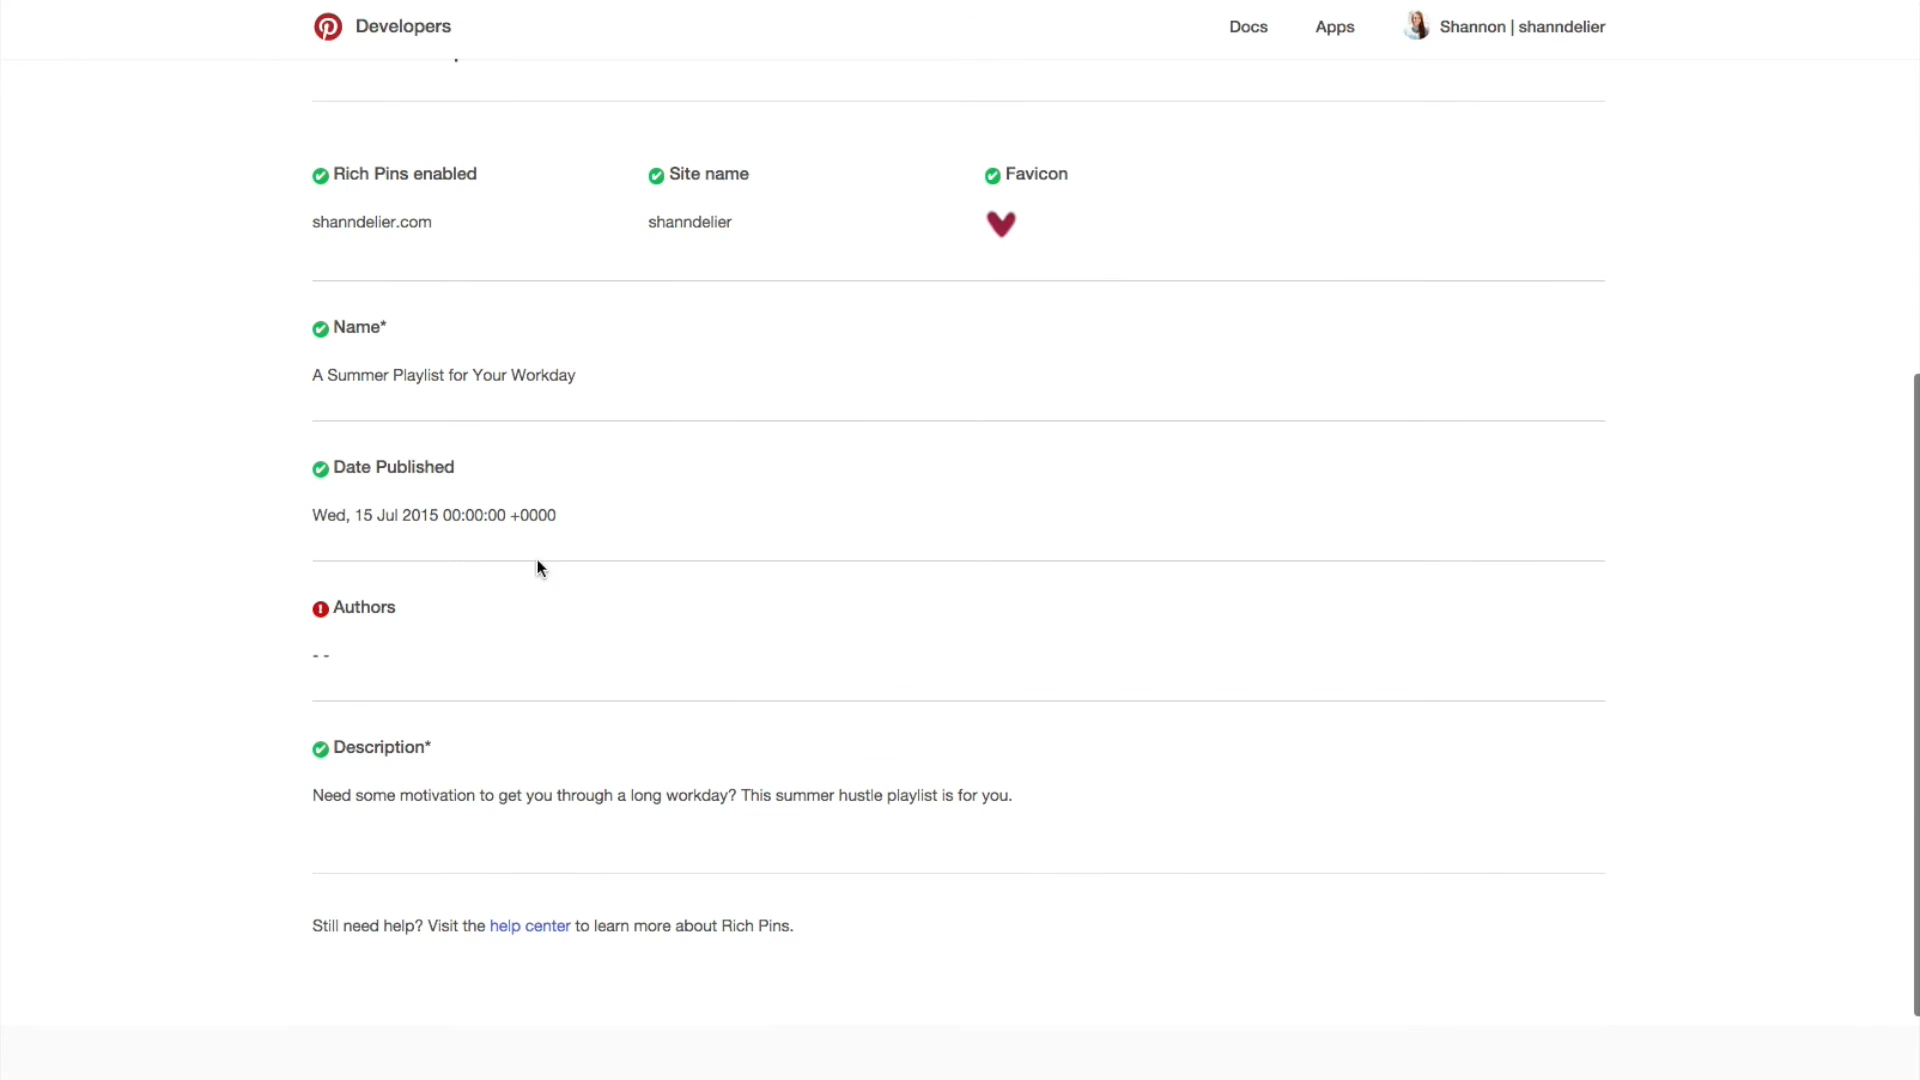 Developers
Docs
Apps
Shannon | shanndelier
Rich Pins enabled
Site name
Favicon
shanndelier.com
shanndelier
Name*
A Summer Playlist for Your Workday
Date Published
Wed, 15 Jul 2015 00:00:00 +0000
Authors
- -
Description*
Need some motivation to get you through a long workday? This summer hustle playlist is for you.
Still need help? Visit the help center to learn more about Rich Pins.